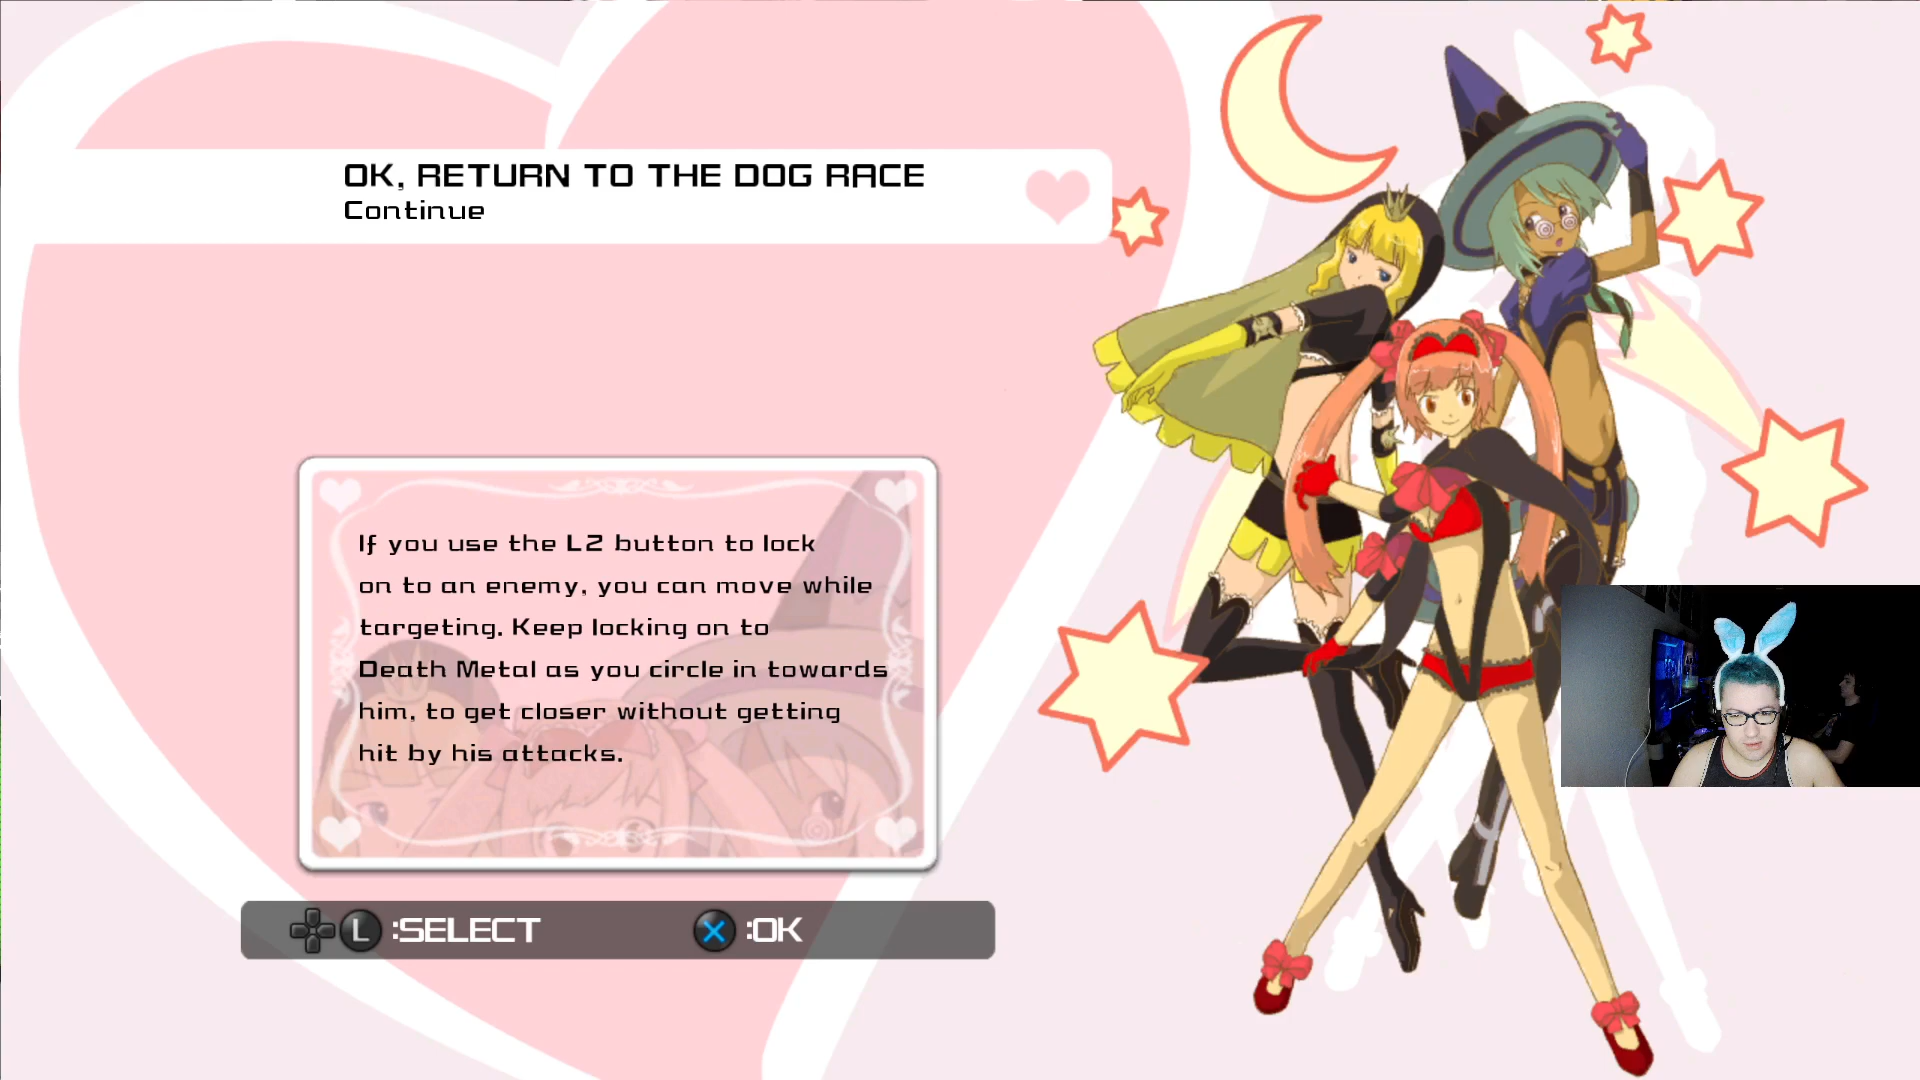 OK, RETURN TO THE DOG RACE
Continue
If you use the L2 button to lock
on to an enemy, you can move while
targeting. Keep locking on to
Death Metal as you circle in towards
him, to get closer without getting
hit by his attacks.
L :SELECT X :OK